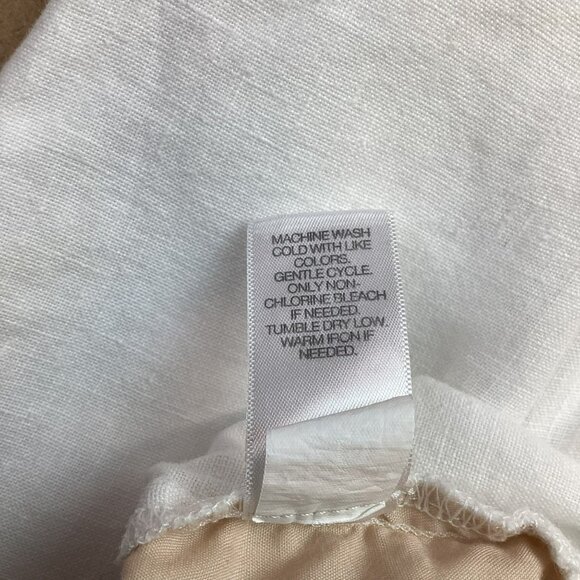 MACHINE WASH
COLD WITH LIKE
COLORS.
GENTLE CYCLE.
ONLY NON-
CHLORINE BLEACH
IF NEEDED.
TUMBLE DRY LOW.
WARM IRON IF
NEEDED.